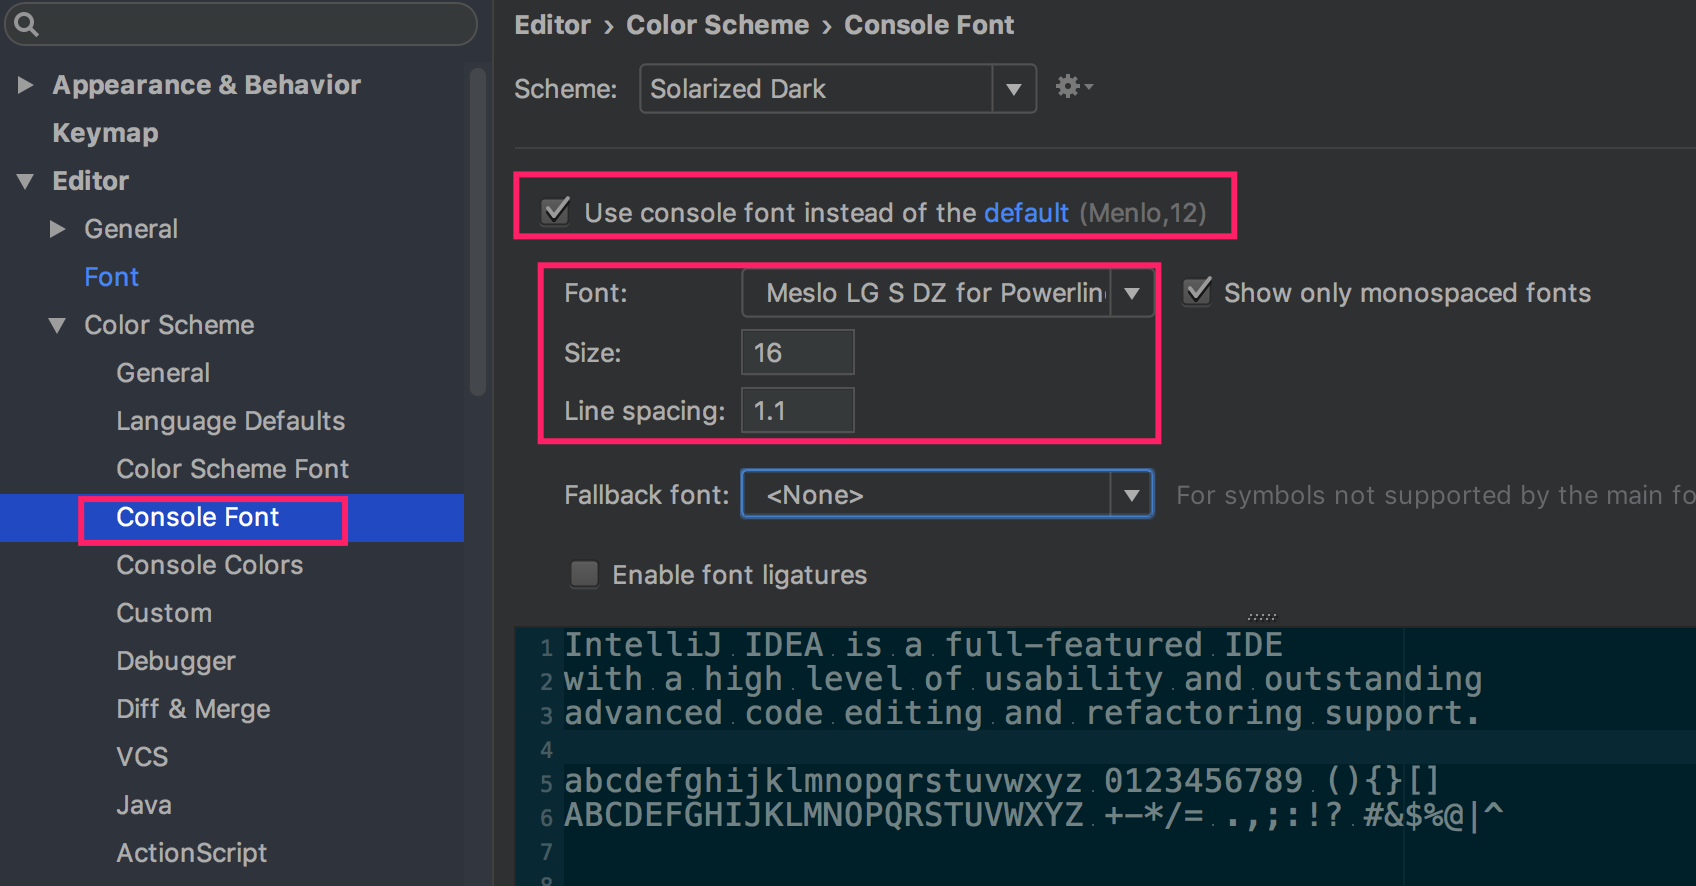 Appearance & Behavior
Keymap
Editor
General
Font
Color Scheme
General
Language Defaults
Color Scheme Font
Console Font
Console Colors
Custom
Debugger
Diff & Merge
VCS
Java
ActionScript
Editor › Color Scheme › Console Font
Scheme: Solarized Dark
Use console font instead of the default (Menlo,12)
Font: Meslo LG S DZ for Powerlin Show only monospaced fonts
Size: 16
Line spacing: 1.1
Fallback font: <None> For symbols not supported by the main fo
Enable font ligatures
1 IntelliJ IDEA is a full-featured IDE
2 with a high level of usability and outstanding
3 advanced code editing and refactoring support.
4
5 abcdefghijklmnopqrstuvwxyz 0123456789 (){}[]
6 ABCDEFGHIJKLMNOPQRSTUVWXYZ +-*/= .,;:!? #&$%@|^
7
8